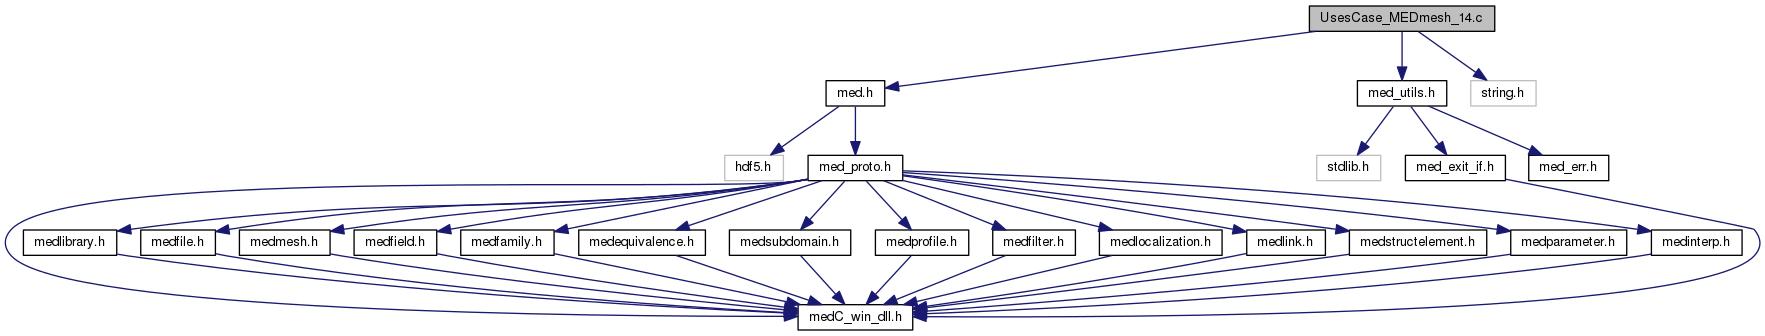 UsesCase_MEDmesh_14.c
med.h
med_utils.h
string.h
hdf5.h
med_proto.h
stdlib.h
med_exit_if.h
med_err.h
medlibrary.h
medfile.h
medmesh.h
medfield.h
medfamily.h
medequivalence.h
medsubdomain.h
medprofile.h
medfilter.h
medlocalization.h
medlink.h
medstructelement.h
medparameter.h
medinterp.h
medC_win_dll.h